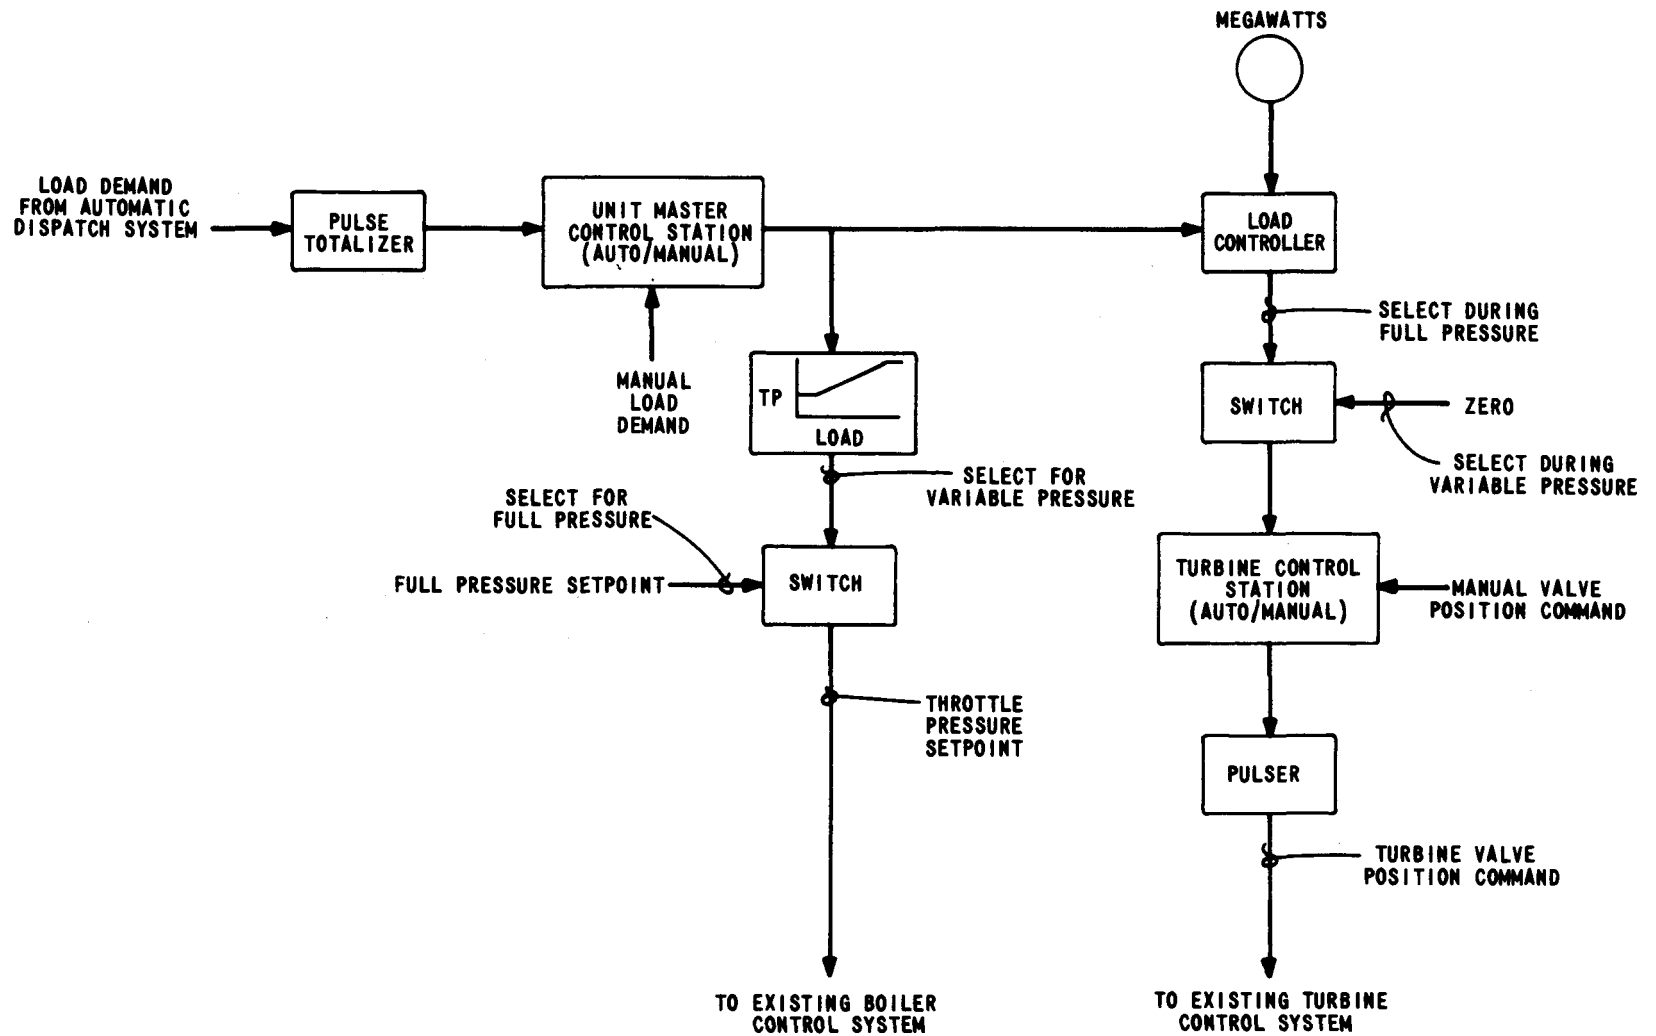 MEGAWATTS
LOAD DEMAND
FROM AUTOMATIC
DISPATCH SYSTEM
PULSE
TOTALIZER
UNIT MASTER
CONTROL STATION
(AUTO/MANUAL)
LOAD
CONTROLLER
MANUAL
LOAD
DEMAND
TP
LOAD
SELECT DURING
FULL PRESSURE
SWITCH
ZERO
SELECT DURING
VARIABLE PRESSURE
SELECT FOR
VARIABLE PRESSURE
SELECT FOR
FULL PRESSURE
FULL PRESSURE SETPOINT
SWITCH
TURBINE CONTROL
STATION
(AUTO/MANUAL)
MANUAL VALVE
POSITION COMMAND
THROTTLE
PRESSURE
SETPOINT
PULSER
TURBINE VALVE
POSITION COMMAND
TO EXISTING BOILER
CONTROL SYSTEM
TO EXISTING TURBINE
CONTROL SYSTEM